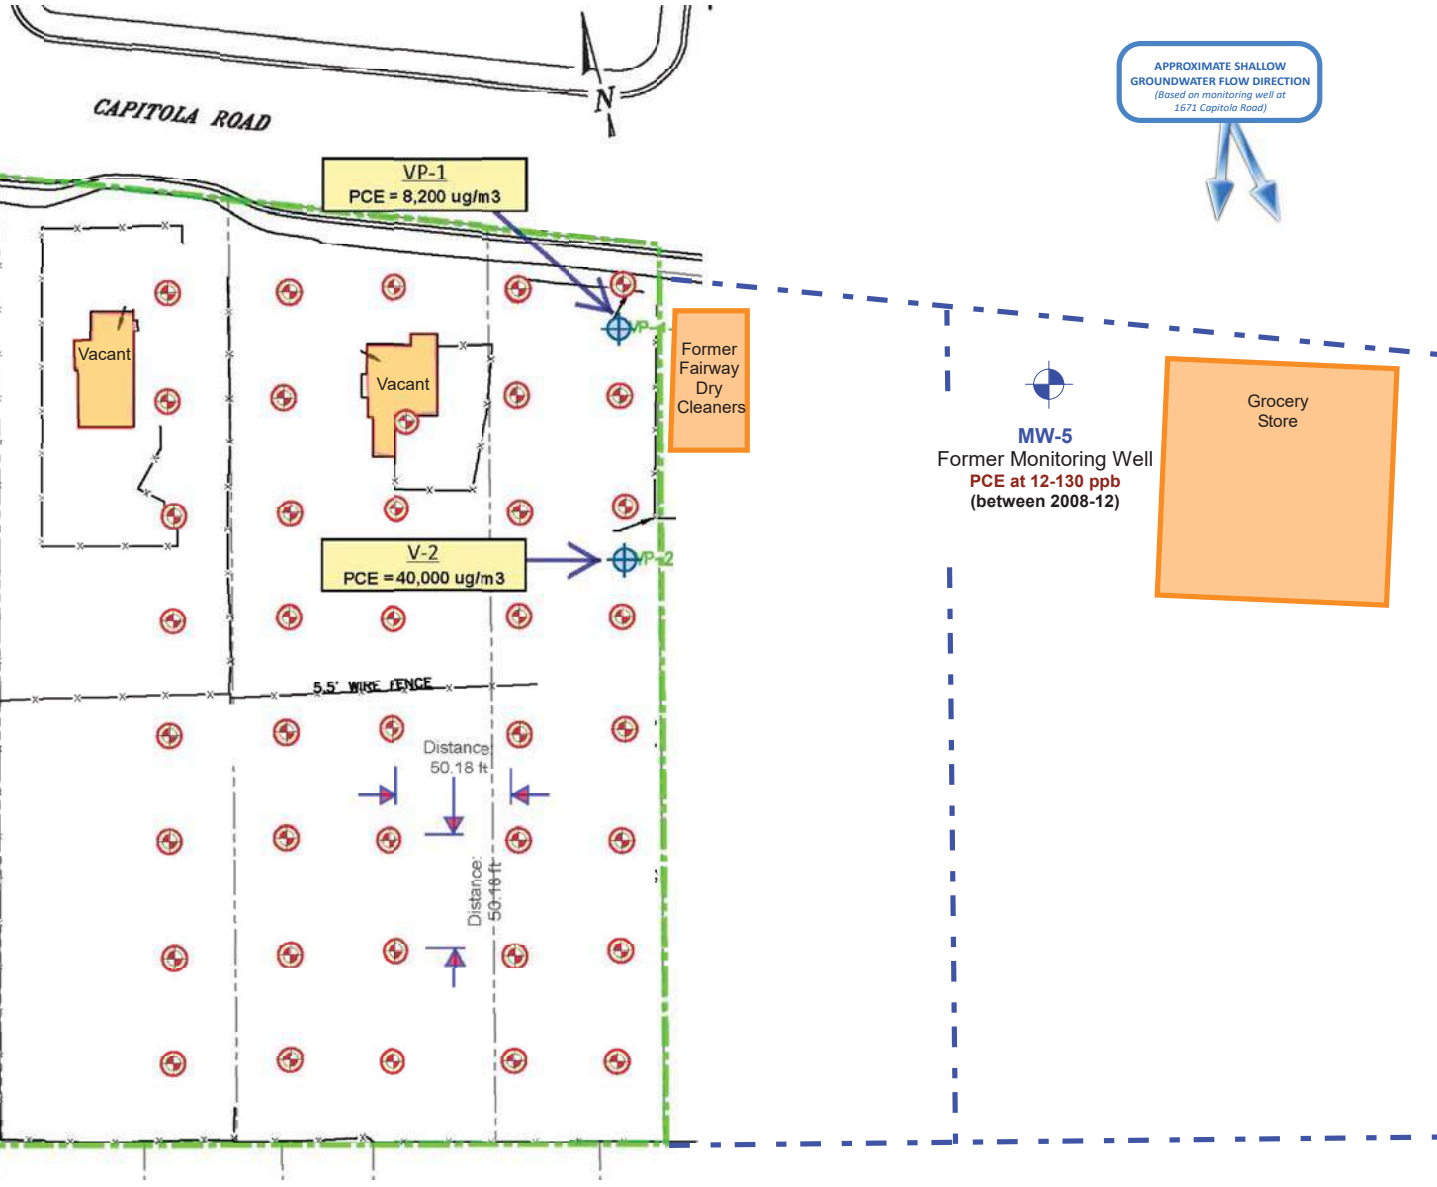 APPROXIMATE SHALLOW
GROUNDWATER FLOW DIRECTION
(Based on monitoring well at
1671 Capitola Road)
N
CAPITOLA ROAD
VP-1
PCE = 8,200 ug/m3
Vacant
Vacant
Former
Fairway
Dry
Cleaners
Grocery
Store
MW-5
Former Monitoring Well
PCE at 12-130 ppb
(between 2008-12)
V-2
PCE =40,000 ug/m3
VP-2
5.5' WIRE FENCE
Distance
50.18 ft
Distance:
50.18 ft